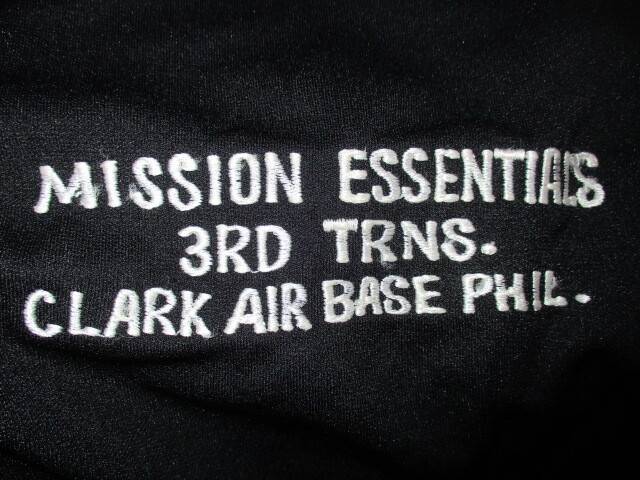 MISSION ESSENTIALS
3RD TRNS.
CLARK AIR BASE PHIL.